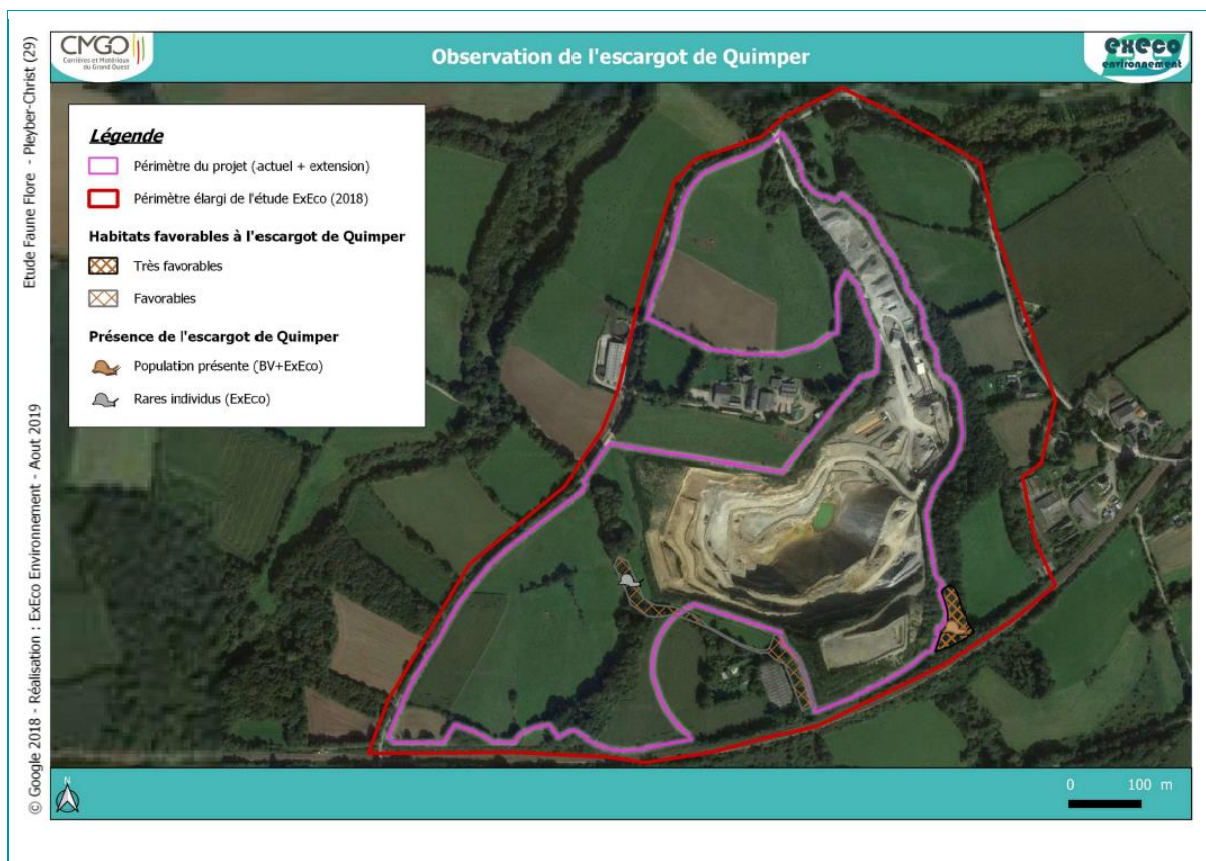 CMGO
Carrières et Matériaux
du Grand Ouest
Observation de l'escargot de Quimper
execo
environnement
Etude Faune Flore - Pleyber-Christ (29)
© Google 2018 - Réalisation : ExEco Environnement - Aout 2019
Légende
Périmètre du projet (actuel + extension)
Périmètre élargi de l'étude ExEco (2018)
Habitats favorables à l'escargot de Quimper
Très favorables
Favorables
Présence de l'escargot de Quimper
Population présente (BV+ExEco)
Rares individus (ExEco)
N
0 100 m